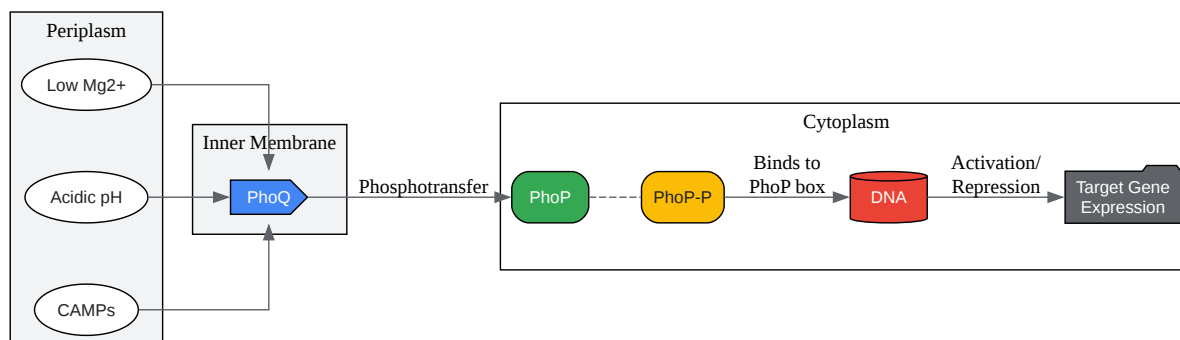 Periplasm
Low Mg2+
Acidic pH
CAMPs
Inner Membrane
PhoQ
Phosphotransfer
Cytoplasm
PhoP
PhoP-P
Binds to
PhoP box
DNA
Activation/
Repression
Target Gene
Expression